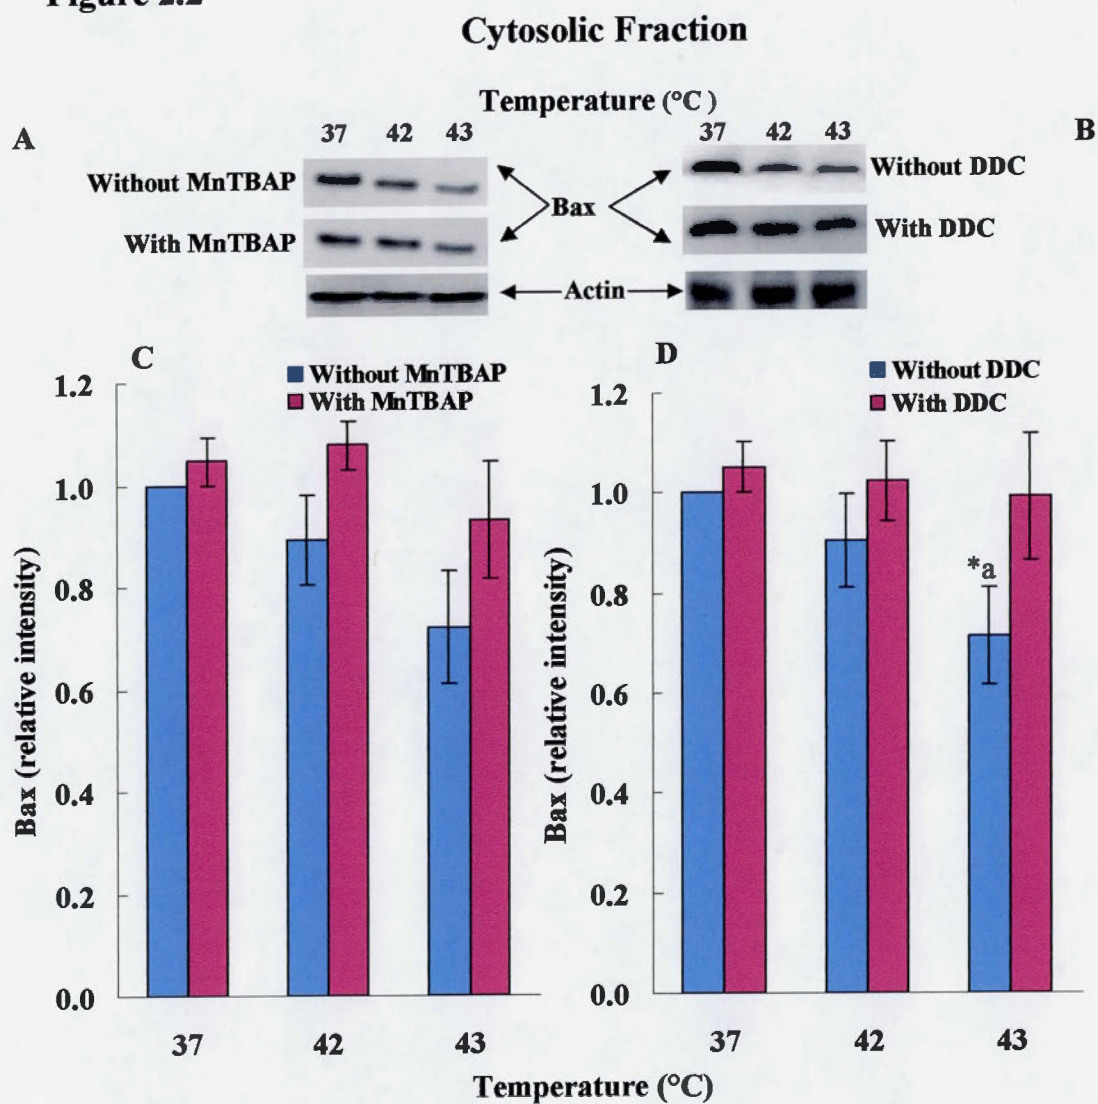 Figure 2.2
Cytosolic Fraction
Temperature (°C )
A
37 42 43
37 42 43
B
Without MnTBAP
Without DDC
Bax
With MnTBAP
With DDC
Actin
C
Without MnTBAP
With MnTBAP
D
Without DDC
With DDC
Bax (relative intensity)
1.2
1.0
0.8
0.6
0.4
0.2
0.0
37 42 43
Bax (relative intensity)
1.2
1.0
0.8
0.6
0.4
0.2
0.0
*a
37 42 43
Temperature (°C)